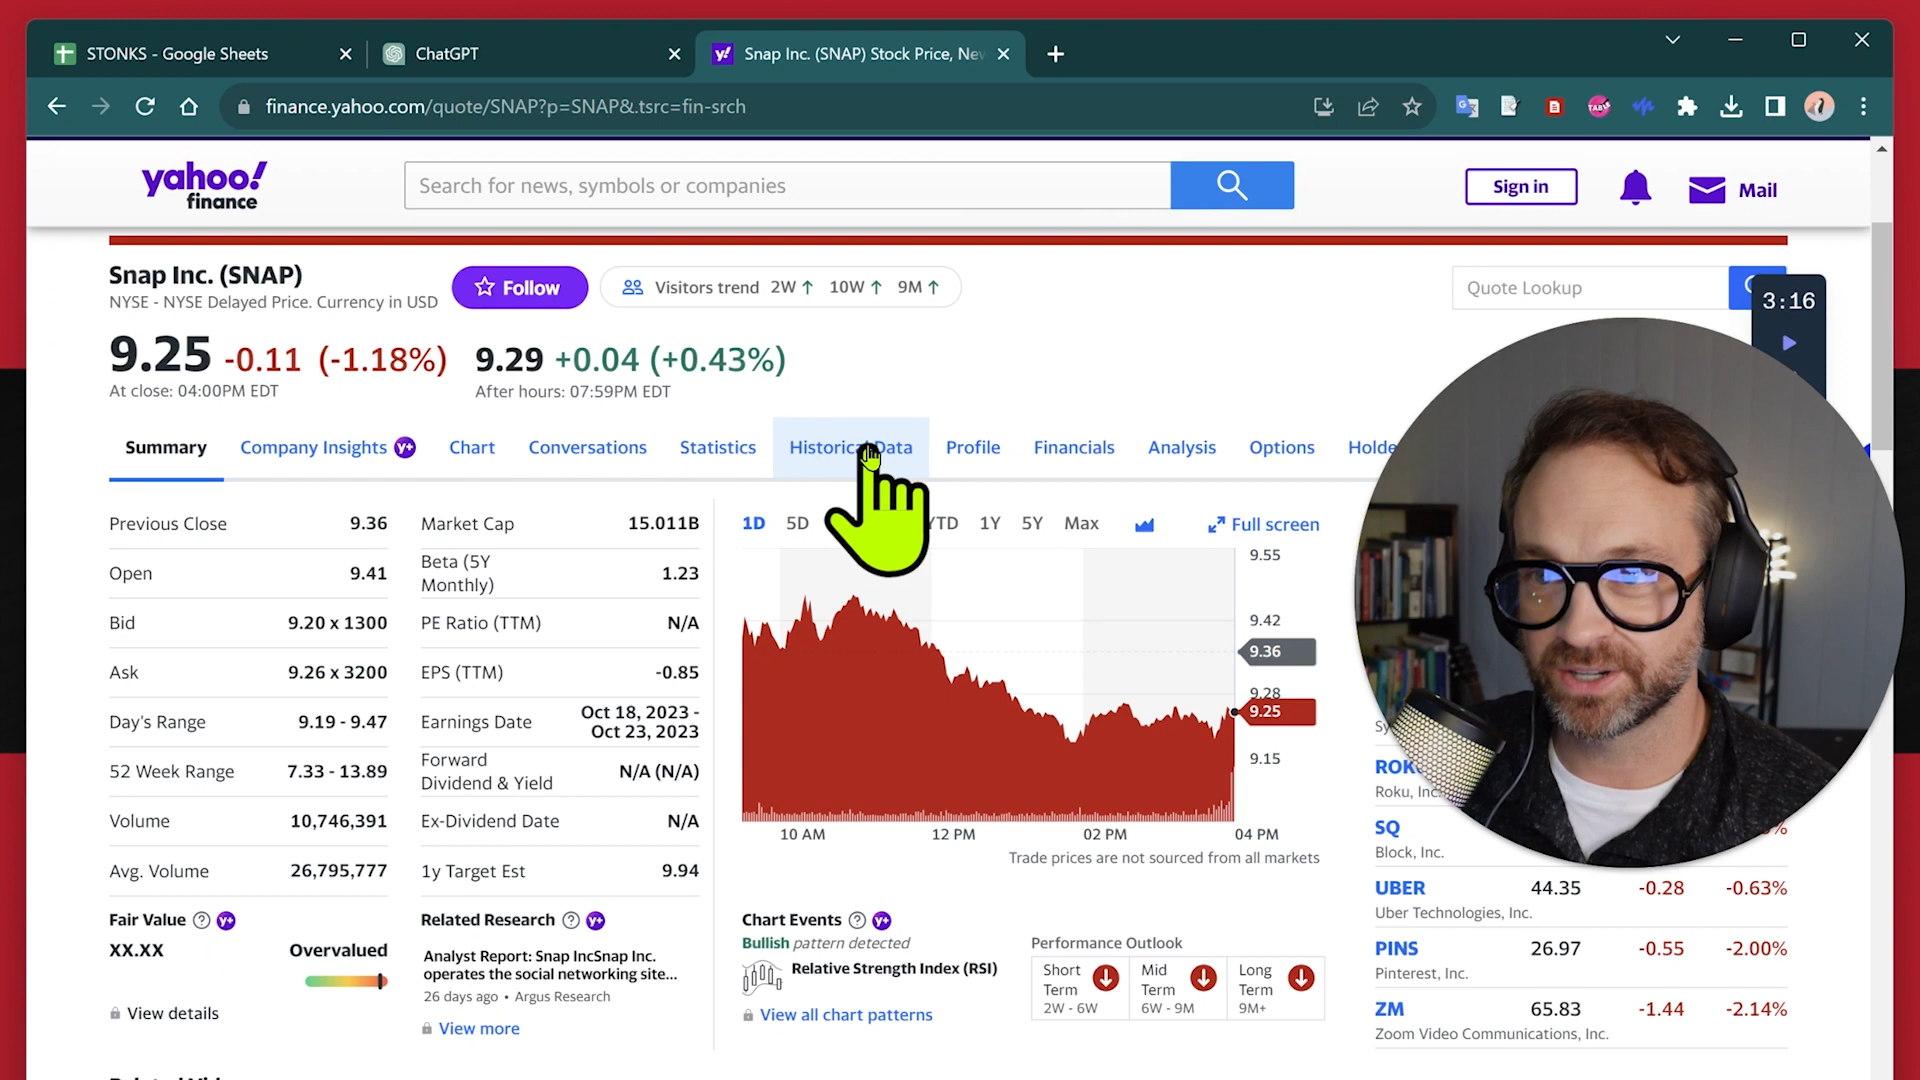 STONKS - Google Sheets
ChatGPT
Snap Inc. (SNAP) Stock Price, New
finance.yahoo.com/quote/SNAP?p=SNAP&.tsrc=fin-srch
yahoo!
finance
Search for news, symbols or companies
Sign in
Mail
Snap Inc. (SNAP)
NYSE - NYSE Delayed Price. Currency in USD
Follow
Visitors trend 2W↑ 10W↑ 9M↑
Quote Lookup
3:16
9.25 -0.11 (-1.18%)
At close: 04:00PM EDT
9.29 +0.04 (+0.43%)
After hours: 07:59PM EDT
Summary Company Insights y+ Chart Conversations Statistics Historical Data Profile Financials Analysis Options Holde
Previous Close 9.36
Open 9.41
Bid 9.20 x 1300
Ask 9.26 x 3200
Day's Range 9.19 - 9.47
52 Week Range 7.33 - 13.89
Volume 10,746,391
Avg. Volume 26,795,777
Market Cap 15.011B
Beta (5Y
Monthly) 1.23
PE Ratio (TTM) N/A
EPS (TTM) -0.85
Earnings Date Oct 18, 2023 -
Oct 23, 2023
Forward
Dividend & Yield N/A (N/A)
Ex-Dividend Date N/A
1y Target Est 9.94
1D 5D YTD 1Y 5Y Max
Full screen
9.55
9.42
9.36
9.28
9.25
9.15
10 AM 12 PM 02 PM 04 PM
Trade prices are not sourced from all markets
Fair Value ? y+
XX.XX Overvalued
View details
Related Research ? y+
Analyst Report: Snap IncSnap Inc.
operates the social networking site...
26 days ago • Argus Research
View more
Chart Events ? y+
Bullish pattern detected
Relative Strength Index (RSI)
View all chart patterns
Performance Outlook
Short
Term
2W - 6W
Mid
Term
6W - 9M
Long
Term
9M+
Roku, Inc.
SQ
Block, Inc.
UBER 44.35 -0.28 -0.63%
Uber Technologies, Inc.
PINS 26.97 -0.55 -2.00%
Pinterest, Inc.
ZM 65.83 -1.44 -2.14%
Zoom Video Communications, Inc.